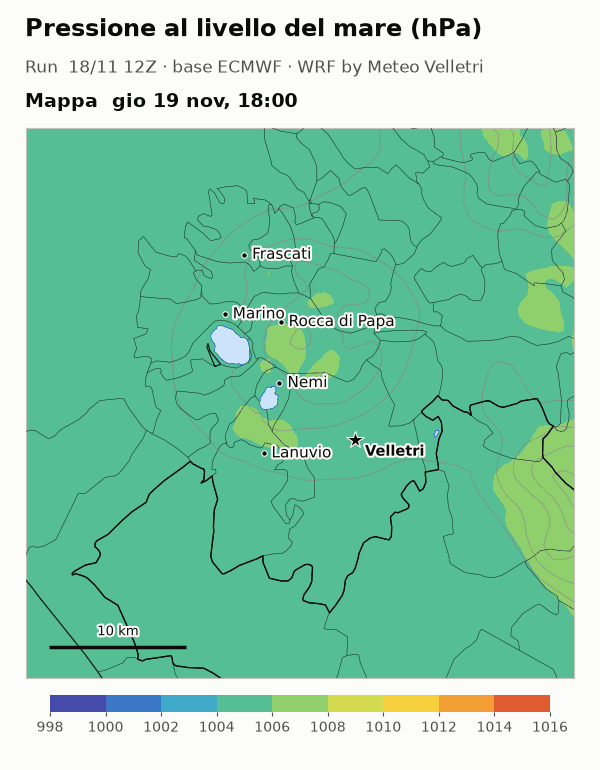 Pressione al livello del mare (hPa)
Run  18/11 12Z · base ECMWF · WRF by Meteo Velletri
Mappa  gio 19 nov, 18:00
Frascati
Marino
Rocca di Papa
Nemi
Velletri
Lanuvio
10 km
998 1000 1002 1004 1006 1008 1010 1012 1014 1016